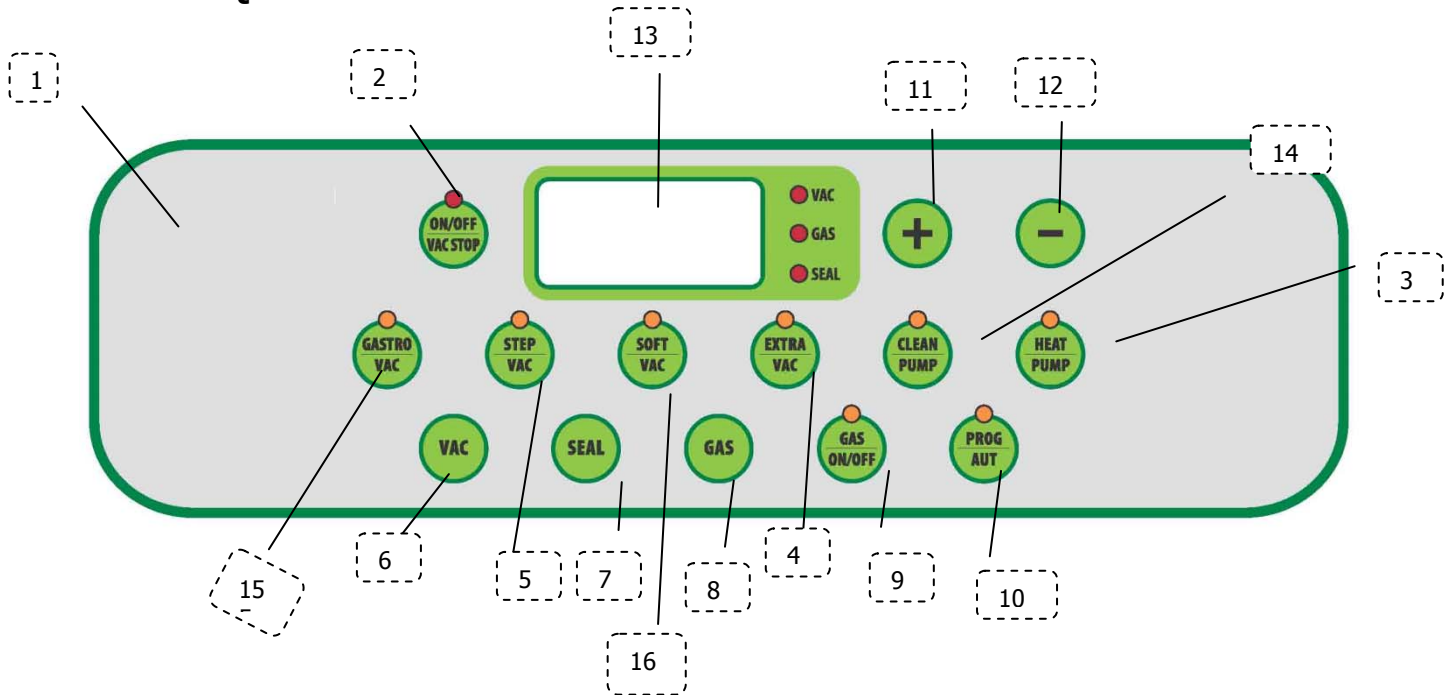 13
1
2
11
12
14
ON/OFF
VAC STOP
VAC
GAS
SEAL
+
−
3
GASTRO
VAC
STEP
VAC
SOFT
VAC
EXTRA
VAC
CLEAN
PUMP
HEAT
PUMP
VAC
SEAL
GAS
GAS
ON/OFF
PROG
AUT
6
5
7
8
4
9
10
15
16